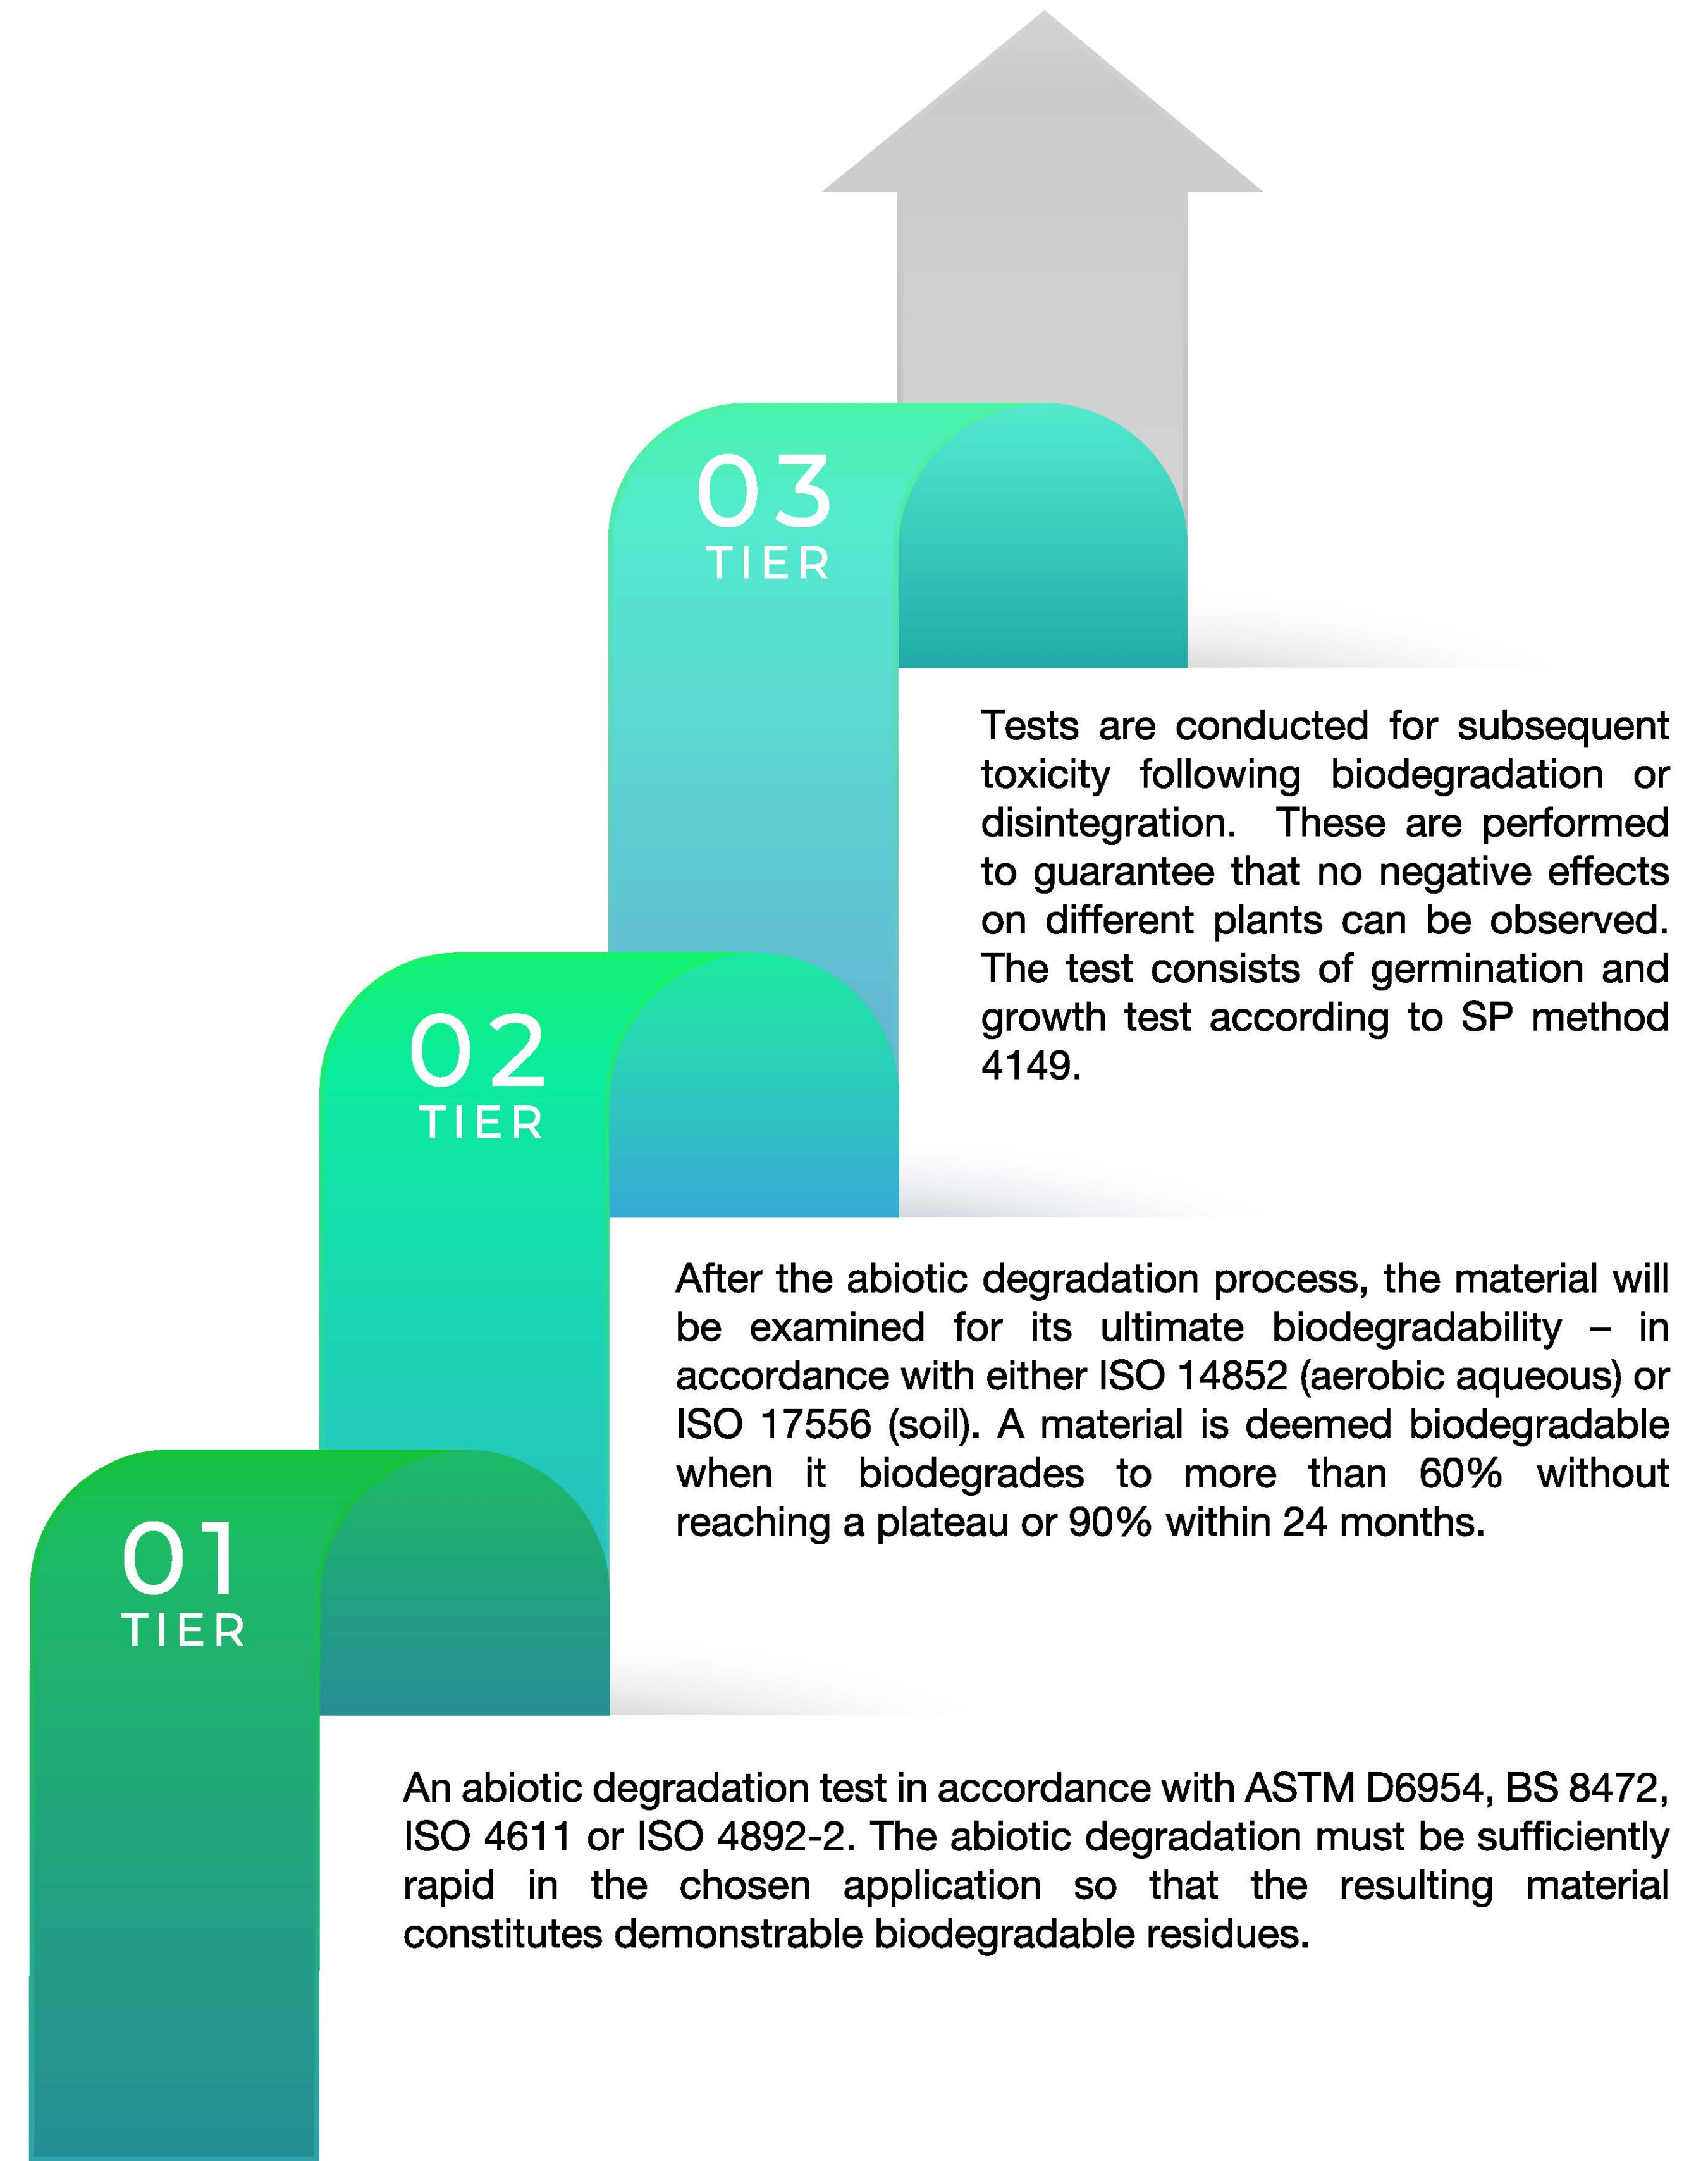 03
TIER
Tests are conducted for subsequent
toxicity following biodegradation or
disintegration. These are performed
to guarantee that no negative effects
on different plants can be observed.
The test consists of germination and
growth test according to SP method
4149.
02
TIER
After the abiotic degradation process, the material will
be examined for its ultimate biodegradability – in
accordance with either ISO 14852 (aerobic aqueous) or
ISO 17556 (soil). A material is deemed biodegradable
when it biodegrades to more than 60% without
reaching a plateau or 90% within 24 months.
01
TIER
An abiotic degradation test in accordance with ASTM D6954, BS 8472,
ISO 4611 or ISO 4892-2. The abiotic degradation must be sufficiently
rapid in the chosen application so that the resulting material
constitutes demonstrable biodegradable residues.